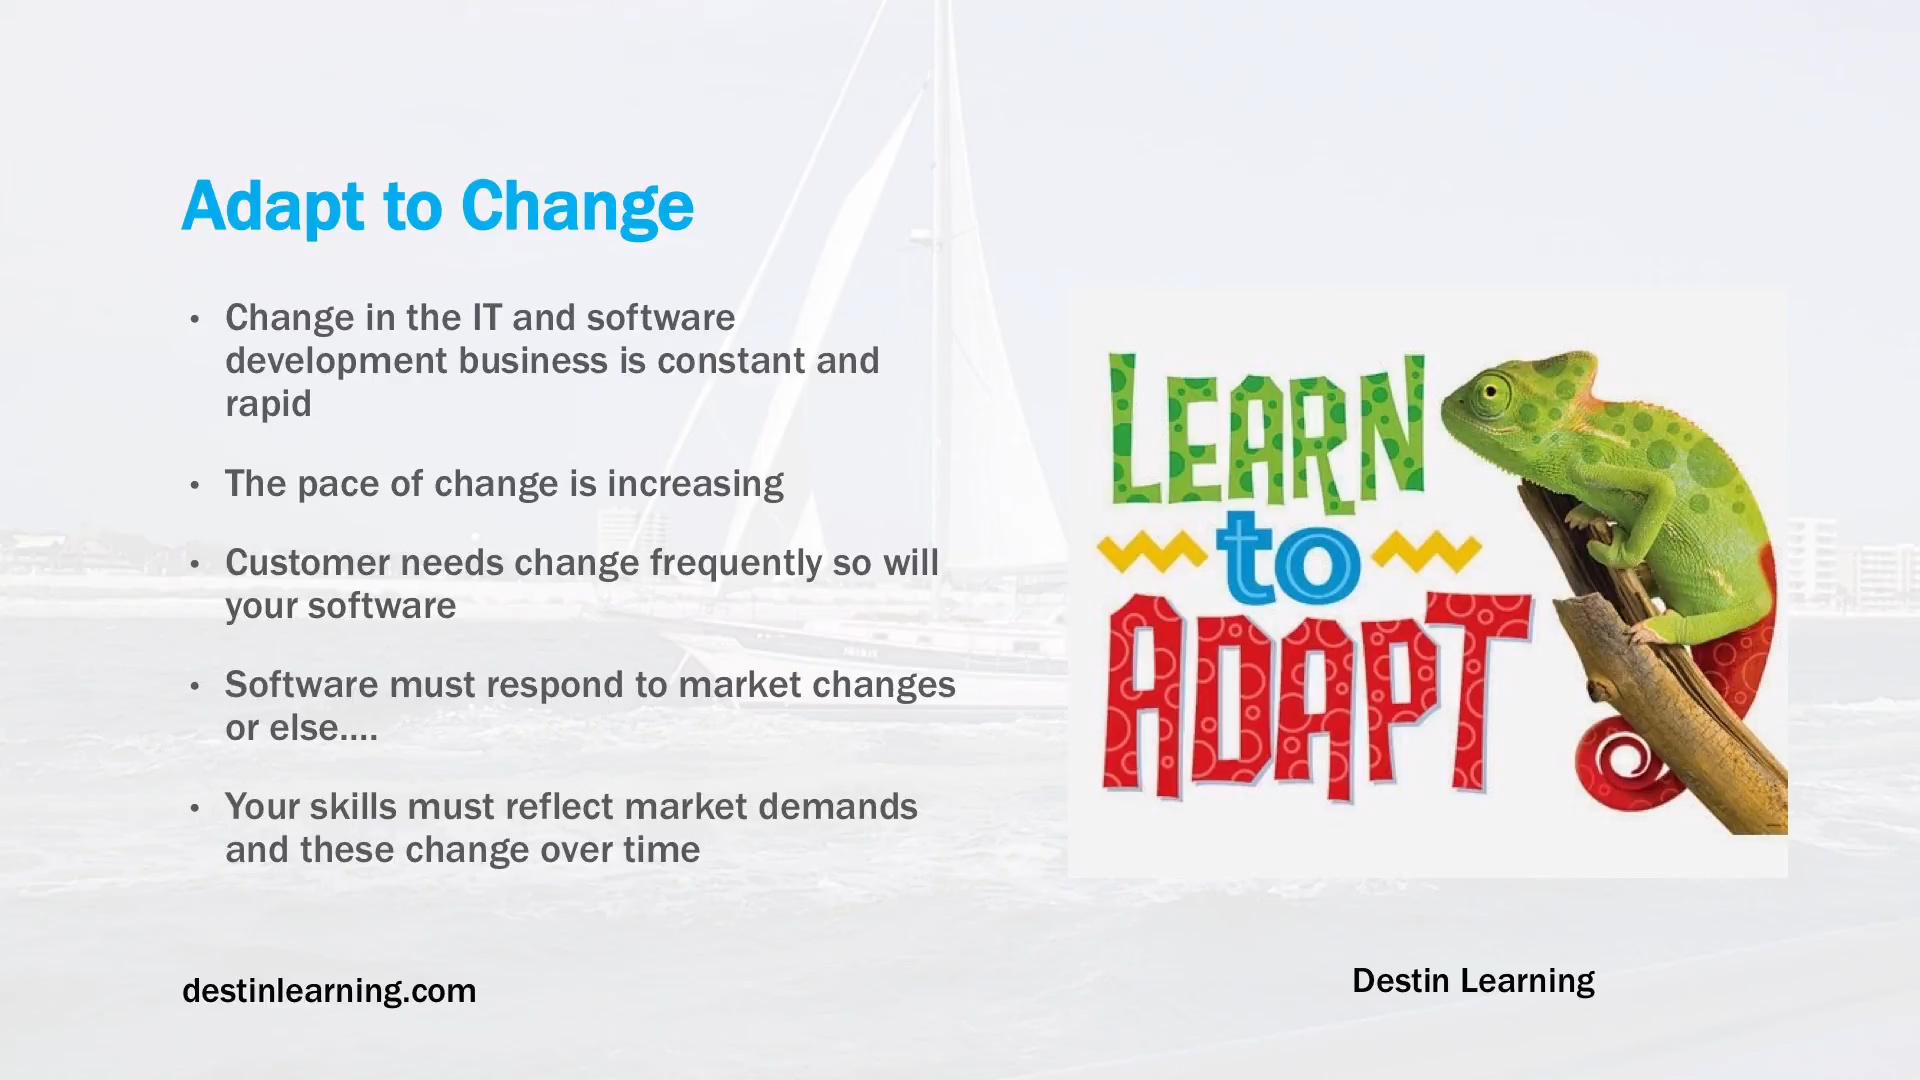 Adapt to Change
• Change in the IT and software
development business is constant and
rapid
• The pace of change is increasing
• Customer needs change frequently so will
your software
• Software must respond to market changes
or else....
• Your skills must reflect market demands
and these change over time
LEARN
to
ADAPT
destinlearning.com
Destin Learning